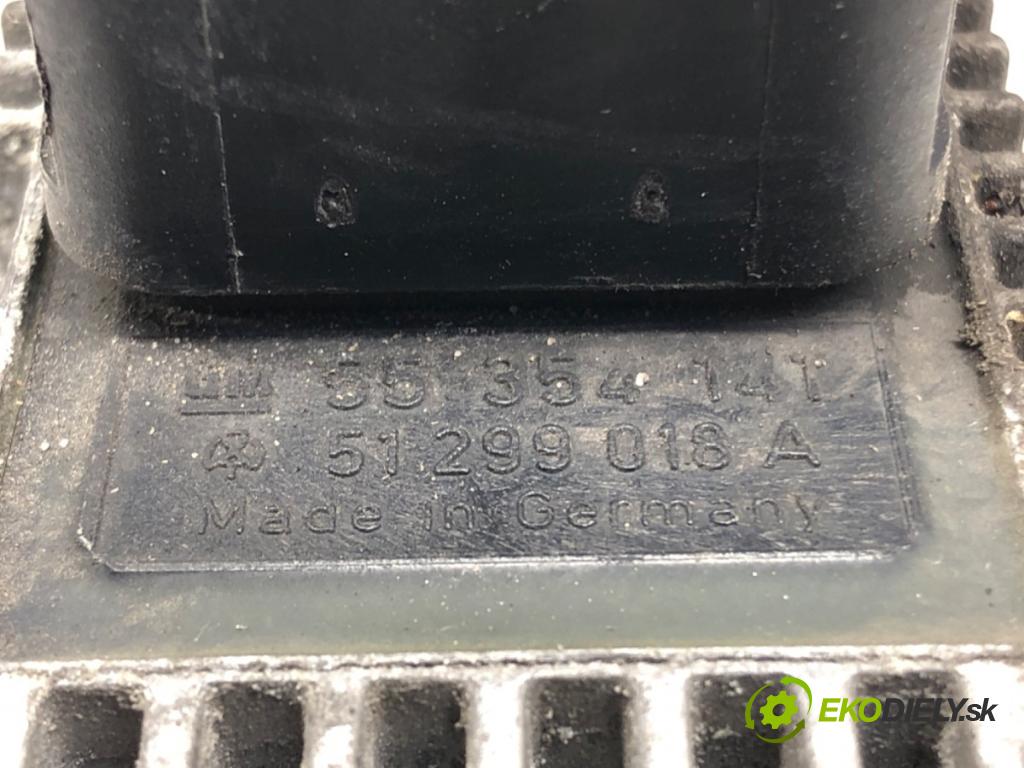 GM 55 354 141
51 299 018 A
Made in Germany
EKODIELY.sk